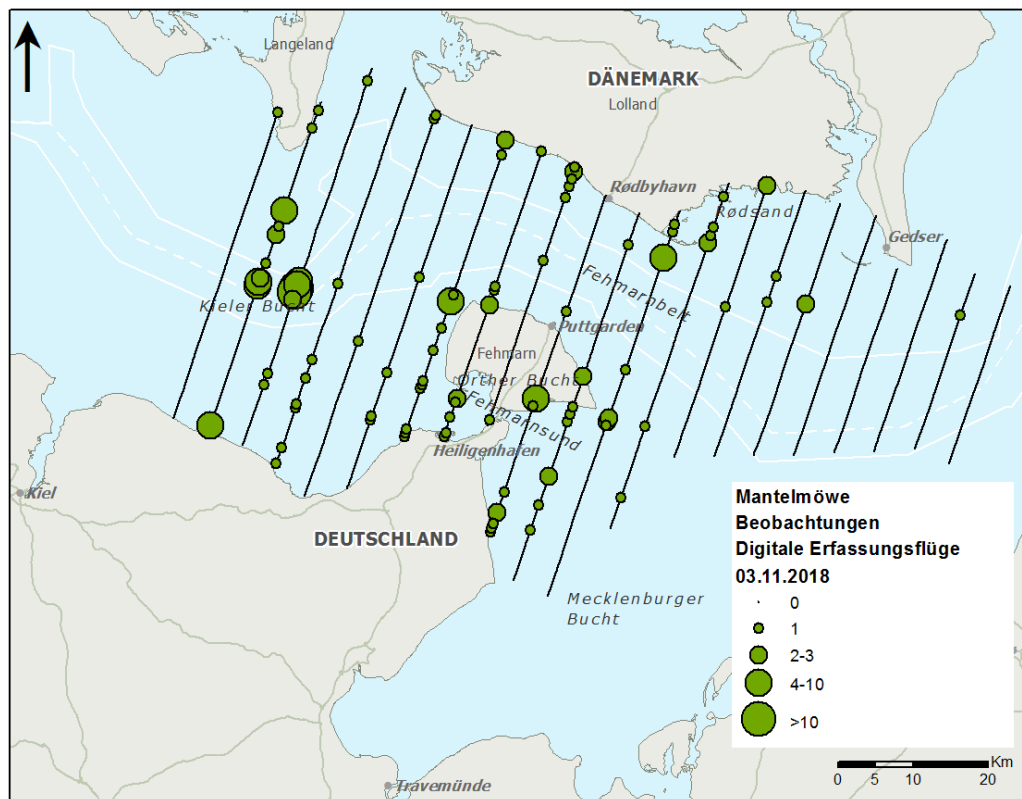 Langeland
DÄNEMARK
Lolland
Rødbyhavn
Rødsand
Gedser
Fehmarnbelt
Kieler Bucht
Puttgarden
Fehmarn
Orther Bucht
Fehmarnsund
Heiligenhafen
Kiel
DEUTSCHLAND
Mecklenburger
Bucht
Travemünde
Mantelmöwe
Beobachtungen
Digitale Erfassungsflüge
03.11.2018
0
1
2-3
4-10
>10
Km
0 5 10 20